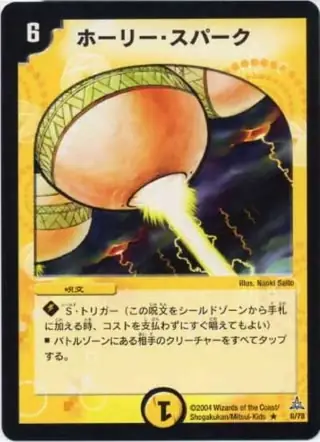 6
ホーリー・スパーク
illus. Naoki Saito
呪文
S・トリガー（この呪文をシールドゾーンから手札
に加える時、コストを支払わずにすぐ唱えてもよい）
■ バトルゾーンにある相手のクリーチャーをすべてタップ
する。
1
©2004 Wizards of the Coast/
Shogakukan/Mitsui-Kids ★ 6/78